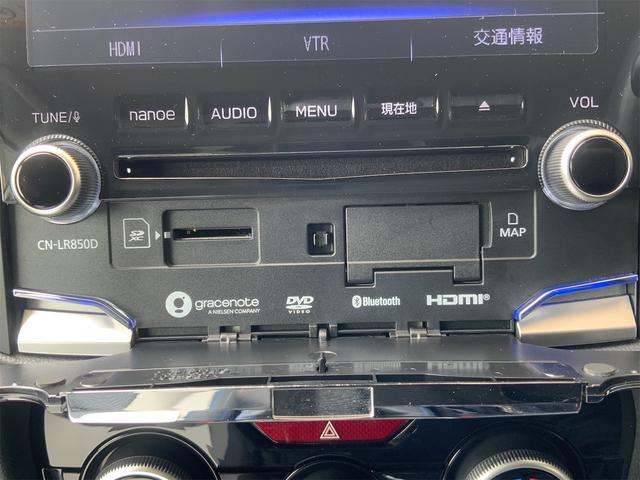 HDMI VTR 交通情報
TUNE/ VOL
nanoe AUDIO MENU 現在地
CN-LR850D
SD XC
MAP
gracenote
A NIELSEN COMPANY
DVD
VIDEO
Bluetooth
HDMI®